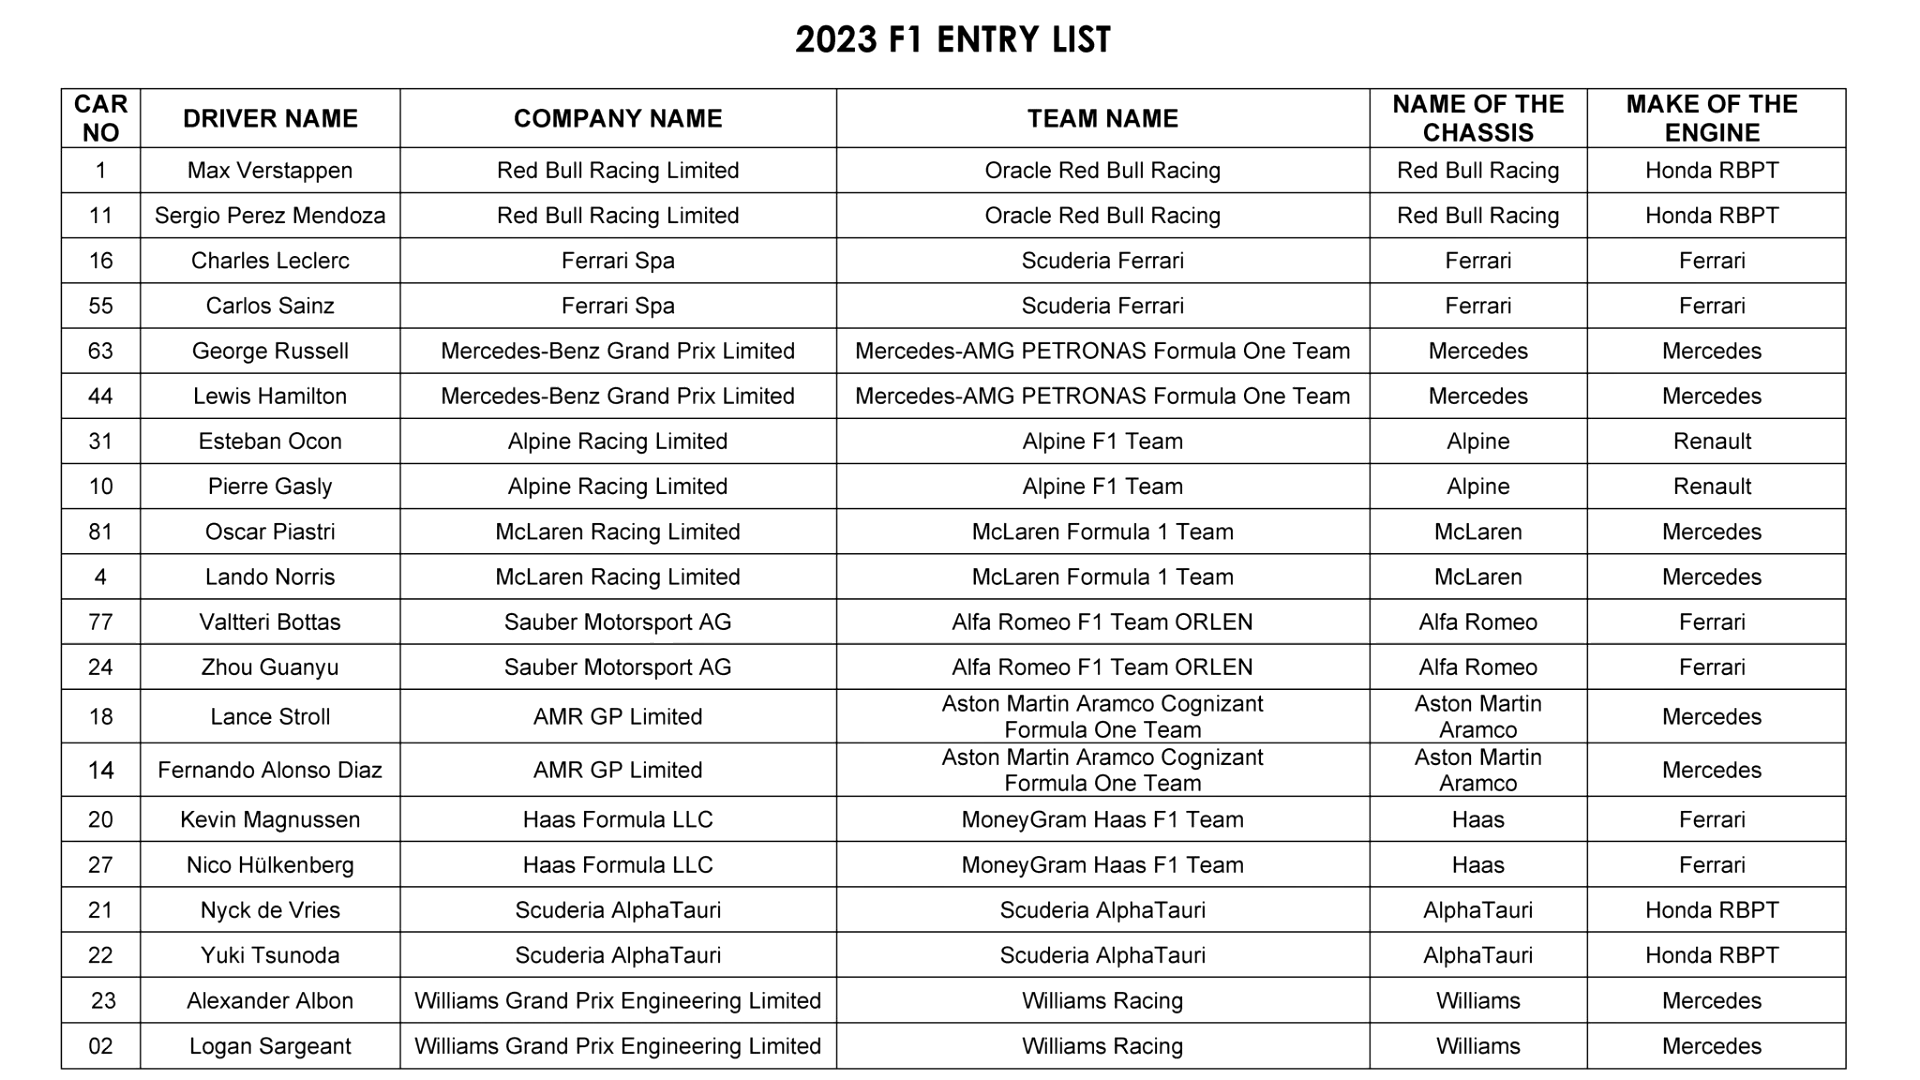 2023 F1 ENTRY LIST
CAR NO DRIVER NAME COMPANY NAME TEAM NAME NAME OF THE CHASSIS MAKE OF THE ENGINE
1 Max Verstappen Red Bull Racing Limited Oracle Red Bull Racing Red Bull Racing Honda RBPT
11 Sergio Perez Mendoza Red Bull Racing Limited Oracle Red Bull Racing Red Bull Racing Honda RBPT
16 Charles Leclerc Ferrari Spa Scuderia Ferrari Ferrari Ferrari
55 Carlos Sainz Ferrari Spa Scuderia Ferrari Ferrari Ferrari
63 George Russell Mercedes-Benz Grand Prix Limited Mercedes-AMG PETRONAS Formula One Team Mercedes Mercedes
44 Lewis Hamilton Mercedes-Benz Grand Prix Limited Mercedes-AMG PETRONAS Formula One Team Mercedes Mercedes
31 Esteban Ocon Alpine Racing Limited Alpine F1 Team Alpine Renault
10 Pierre Gasly Alpine Racing Limited Alpine F1 Team Alpine Renault
81 Oscar Piastri McLaren Racing Limited McLaren Formula 1 Team McLaren Mercedes
4 Lando Norris McLaren Racing Limited McLaren Formula 1 Team McLaren Mercedes
77 Valtteri Bottas Sauber Motorsport AG Alfa Romeo F1 Team ORLEN Alfa Romeo Ferrari
24 Zhou Guanyu Sauber Motorsport AG Alfa Romeo F1 Team ORLEN Alfa Romeo Ferrari
18 Lance Stroll AMR GP Limited Aston Martin Aramco Cognizant Formula One Team Aston Martin Aramco Mercedes
14 Fernando Alonso Diaz AMR GP Limited Aston Martin Aramco Cognizant Formula One Team Aston Martin Aramco Mercedes
20 Kevin Magnussen Haas Formula LLC MoneyGram Haas F1 Team Haas Ferrari
27 Nico Hülkenberg Haas Formula LLC MoneyGram Haas F1 Team Haas Ferrari
21 Nyck de Vries Scuderia AlphaTauri Scuderia AlphaTauri AlphaTauri Honda RBPT
22 Yuki Tsunoda Scuderia AlphaTauri Scuderia AlphaTauri AlphaTauri Honda RBPT
23 Alexander Albon Williams Grand Prix Engineering Limited Williams Racing Williams Mercedes
02 Logan Sargeant Williams Grand Prix Engineering Limited Williams Racing Williams Mercedes